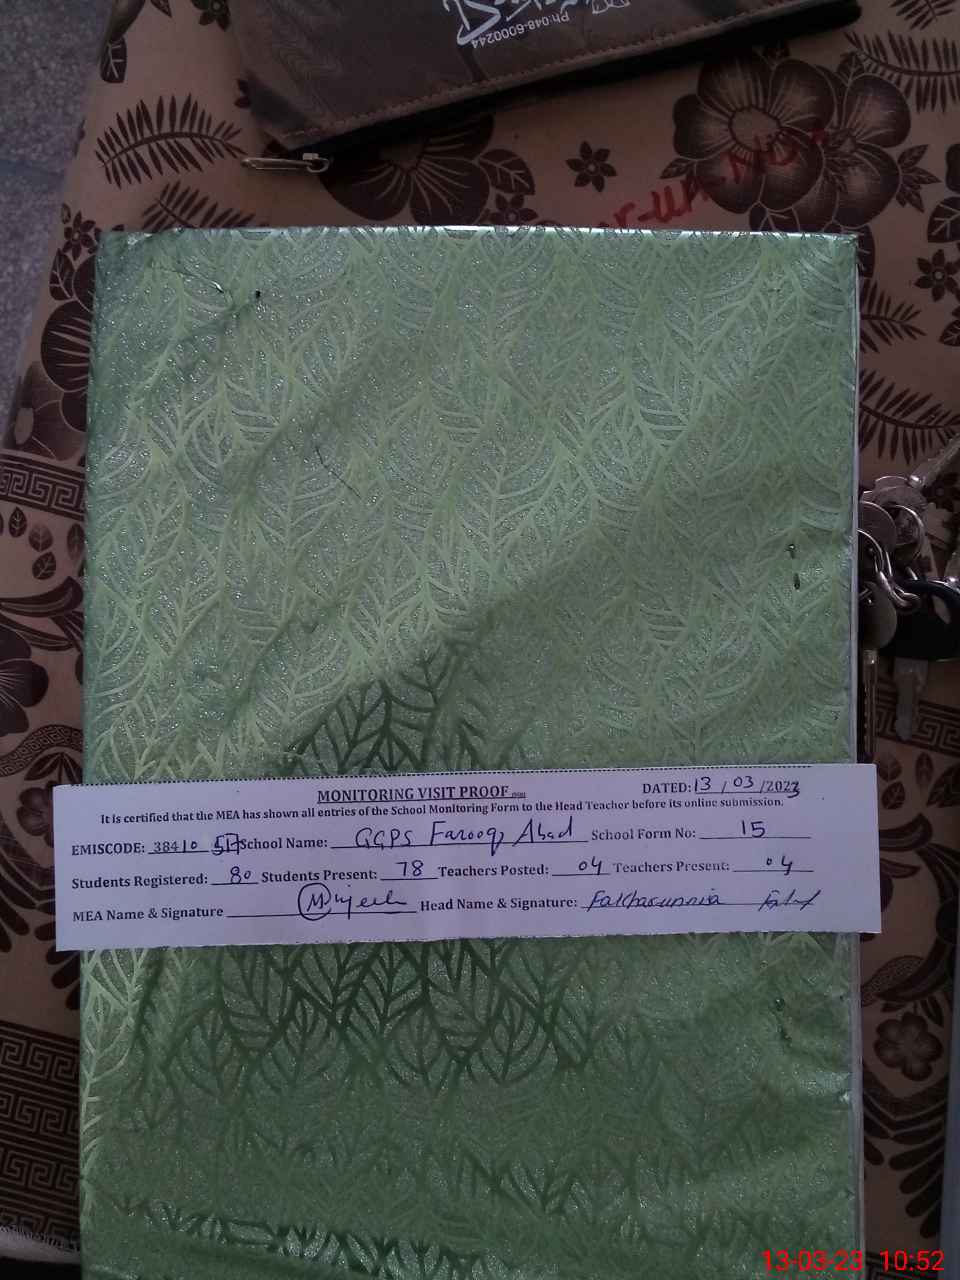 Ph:048-6000244
MONITORING VISIT PROOF
DATED: 13 / 03 /2023
It is certified that the MEA has shown all entries of the School Monitoring Form to the Head Teacher before its online submission.
EMISCODE: 38410 School Name: GGPS Farooq Abad School Form No: 15
Students Registered: 80 Students Present: 78 Teachers Posted: 04 Teachers Present: 04
MEA Name & Signature Head Name & Signature: Fakharunnisa
13-03-23 10:52